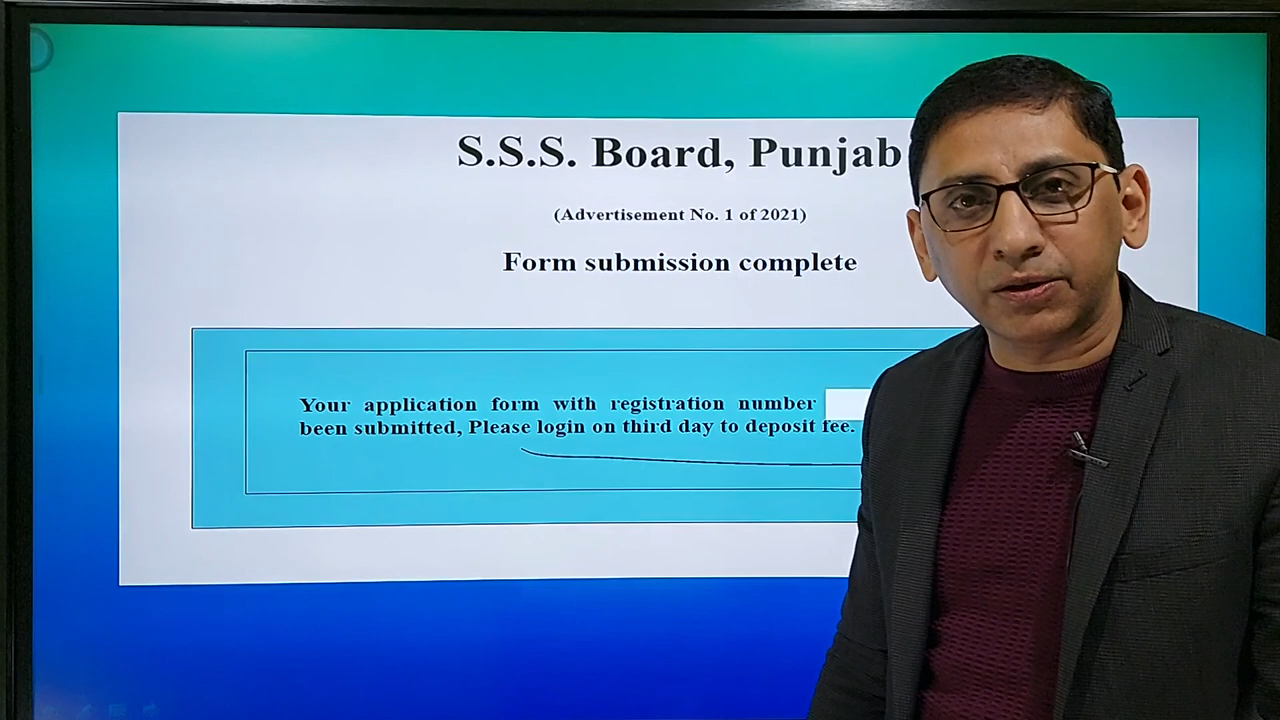 S.S.S. Board, Punjab
(Advertisement No. 1 of 2021)
Form submission complete
Your application form with registration number
been submitted, Please login on third day to deposit fee.